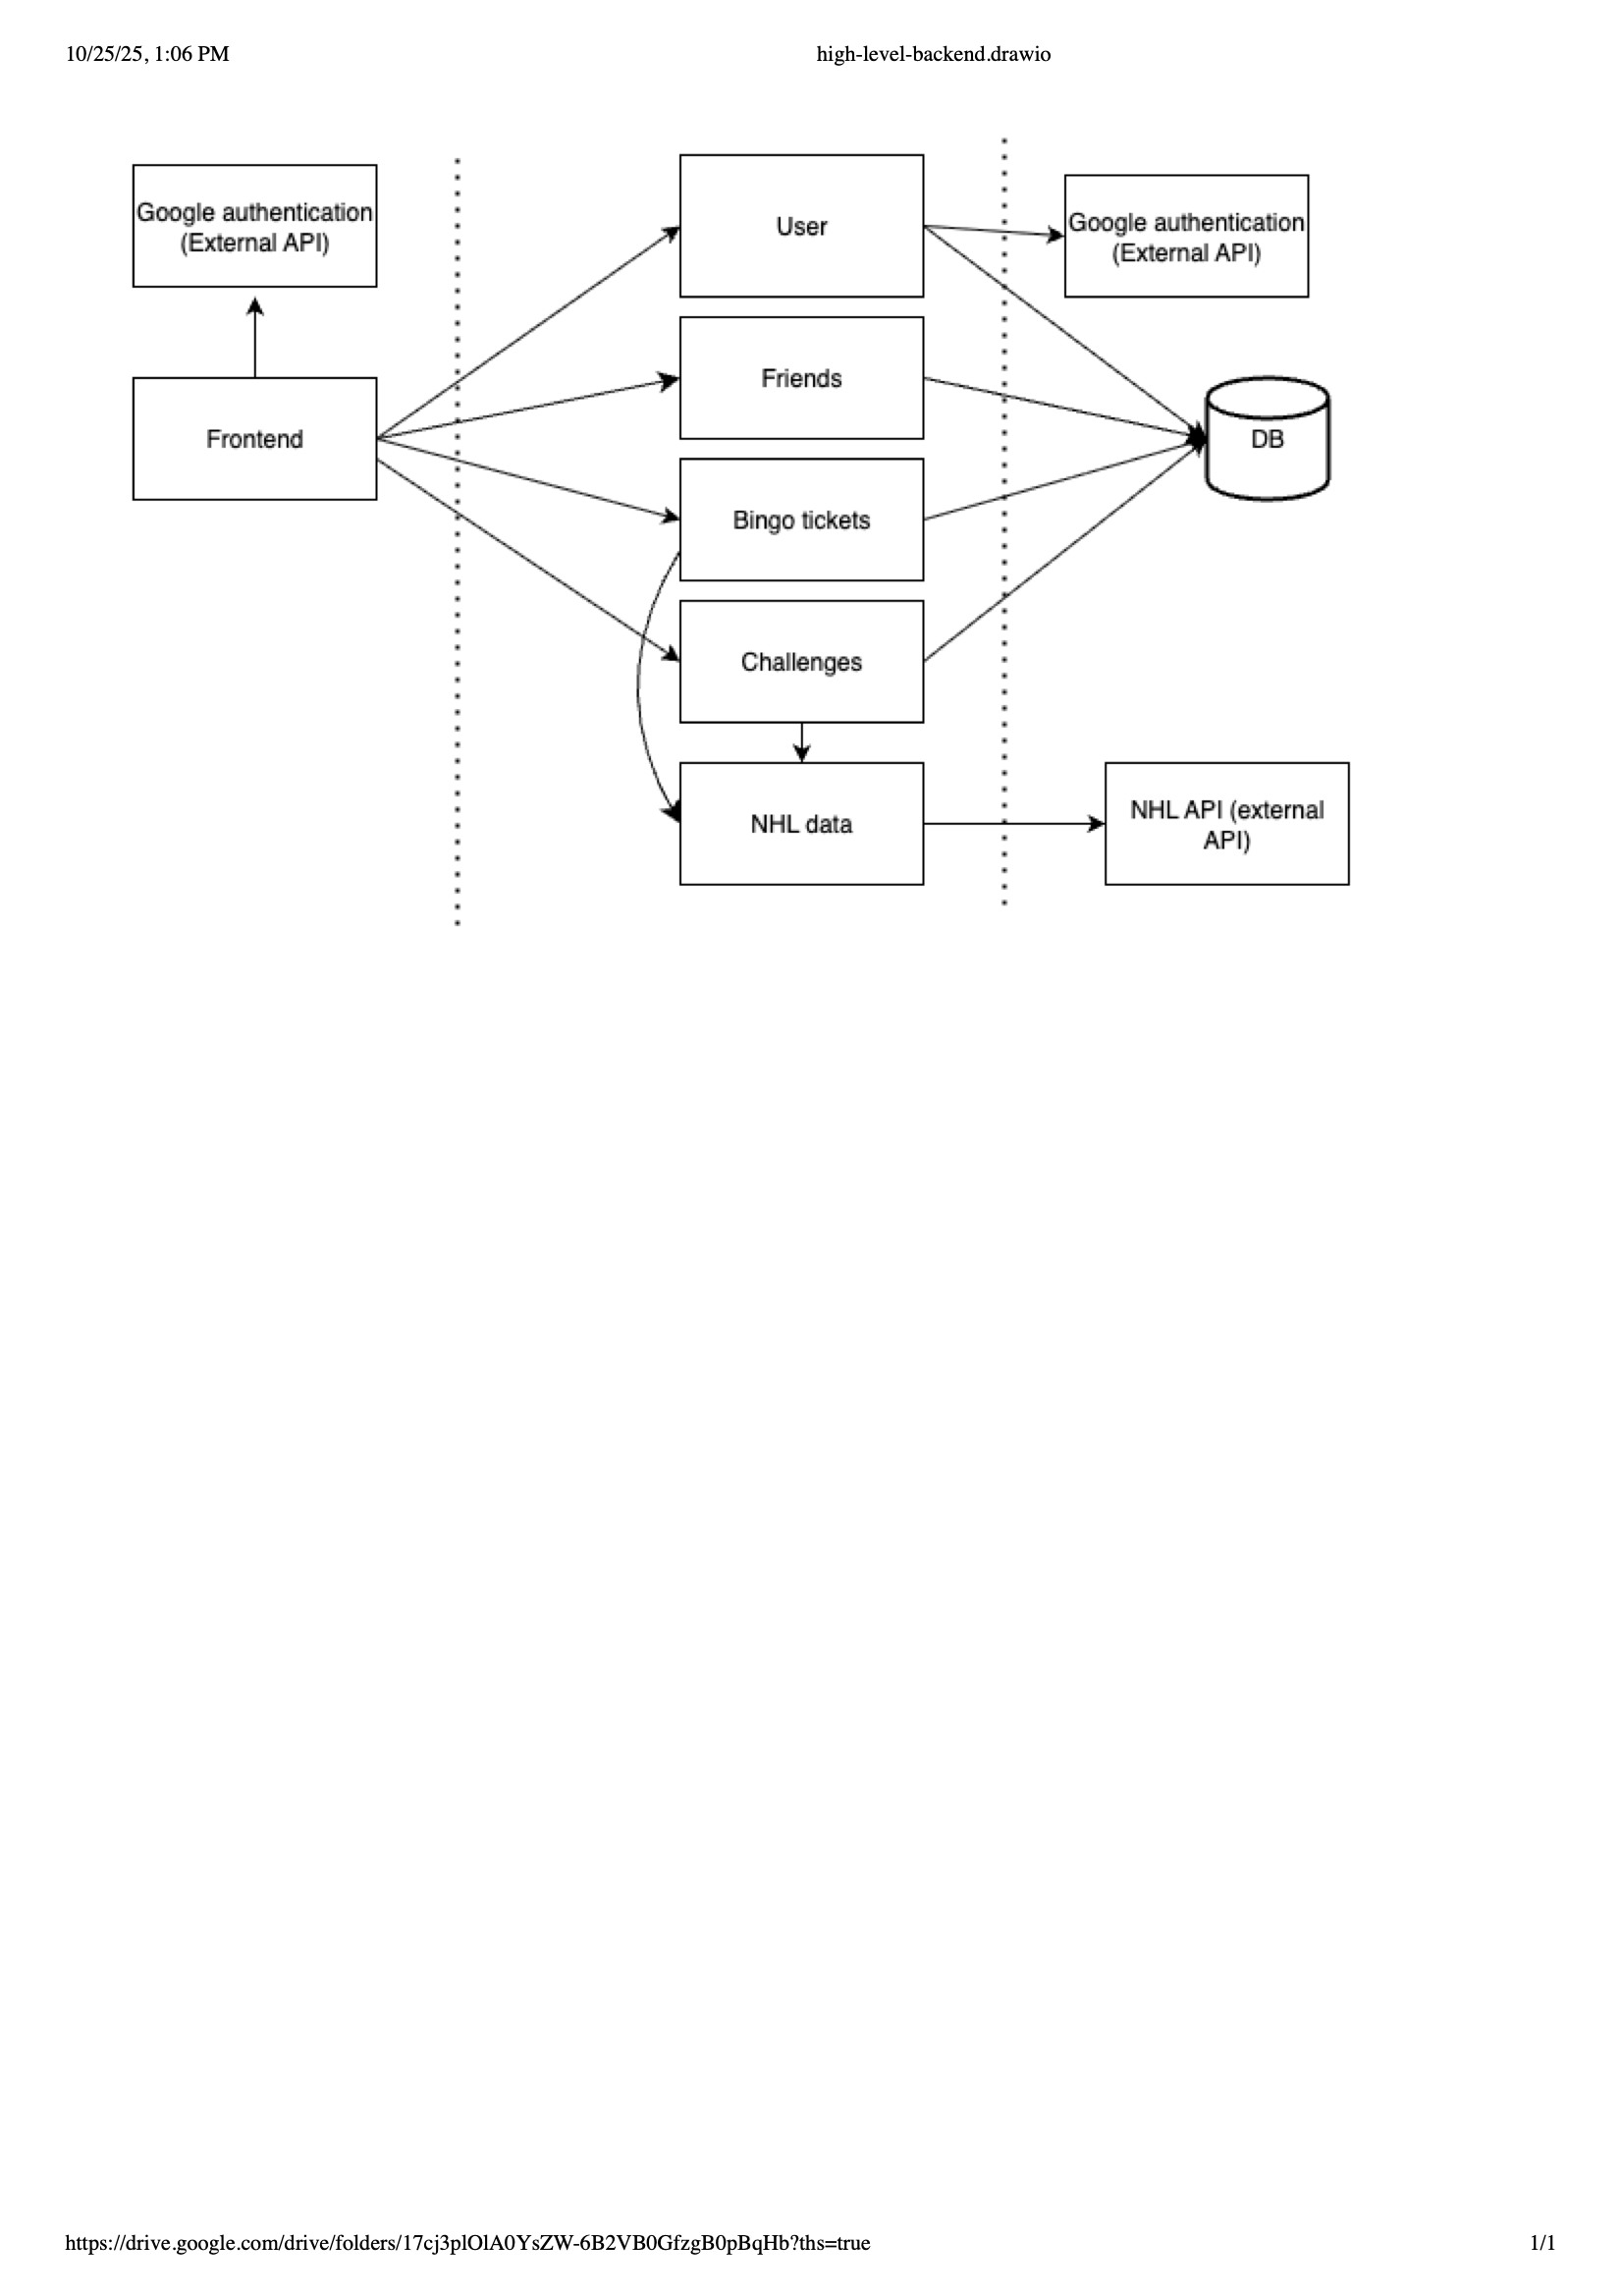 10/25/25, 1:06 PM
high-level-backend.drawio
Google authentication
(External API)
User
Google authentication
(External API)
Friends
Frontend
DB
Bingo tickets
Challenges
NHL data
NHL API (external
API)
https://drive.google.com/drive/folders/17cj3plOlA0YsZW-6B2VB0GfzgB0pBqHb?ths=true
1/1